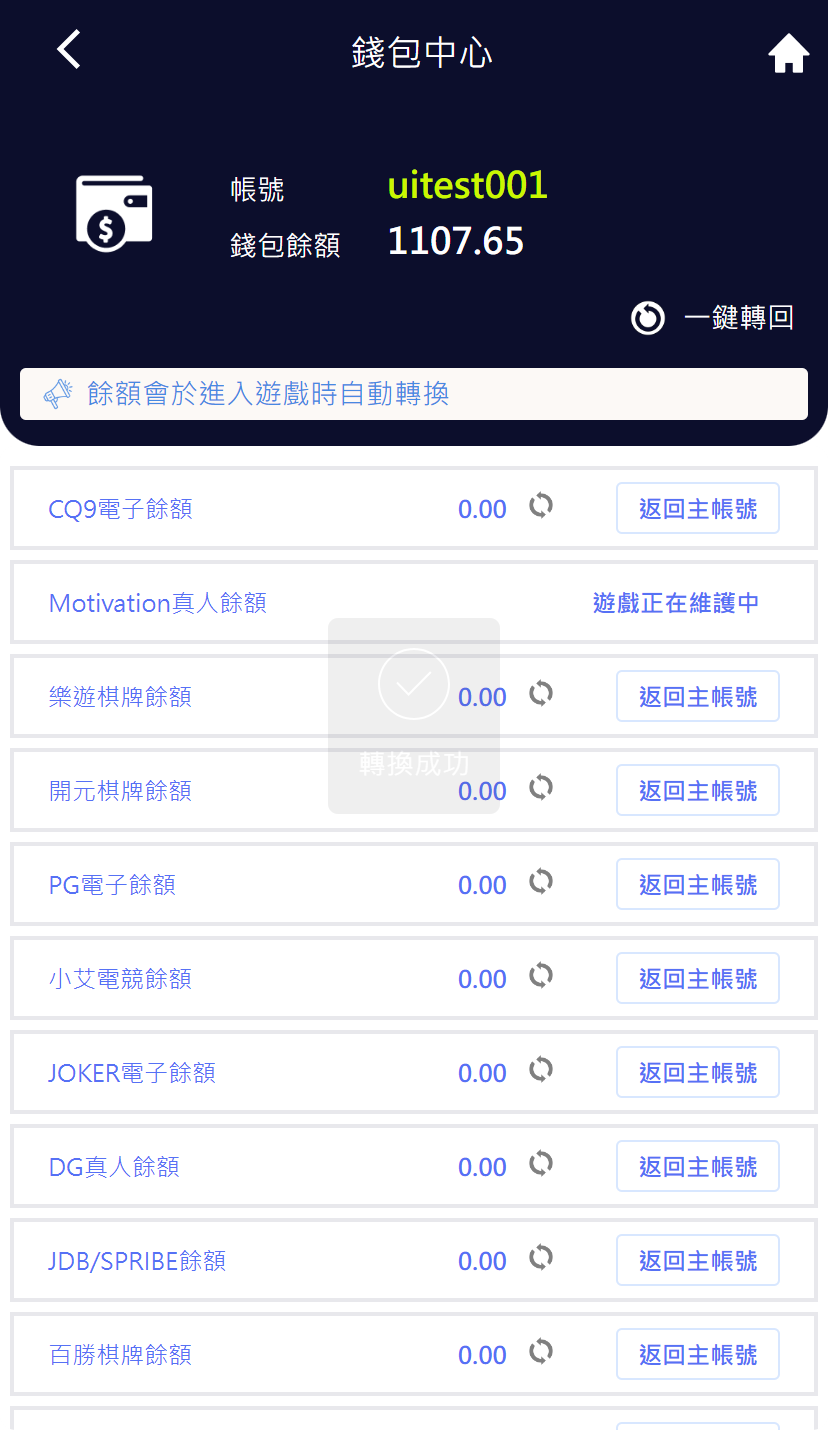 錢包中心
帳號 uitest001
錢包餘額 1107.65
一鍵轉回
餘額會於進入遊戲時自動轉換
CQ9電子餘額 0.00 返回主帳號
Motivation真人餘額 遊戲正在維護中
樂遊棋牌餘額 0.00 返回主帳號
轉換成功
開元棋牌餘額 0.00 返回主帳號
PG電子餘額 0.00 返回主帳號
小艾電競餘額 0.00 返回主帳號
JOKER電子餘額 0.00 返回主帳號
DG真人餘額 0.00 返回主帳號
JDB/SPRIBE餘額 0.00 返回主帳號
百勝棋牌餘額 0.00 返回主帳號